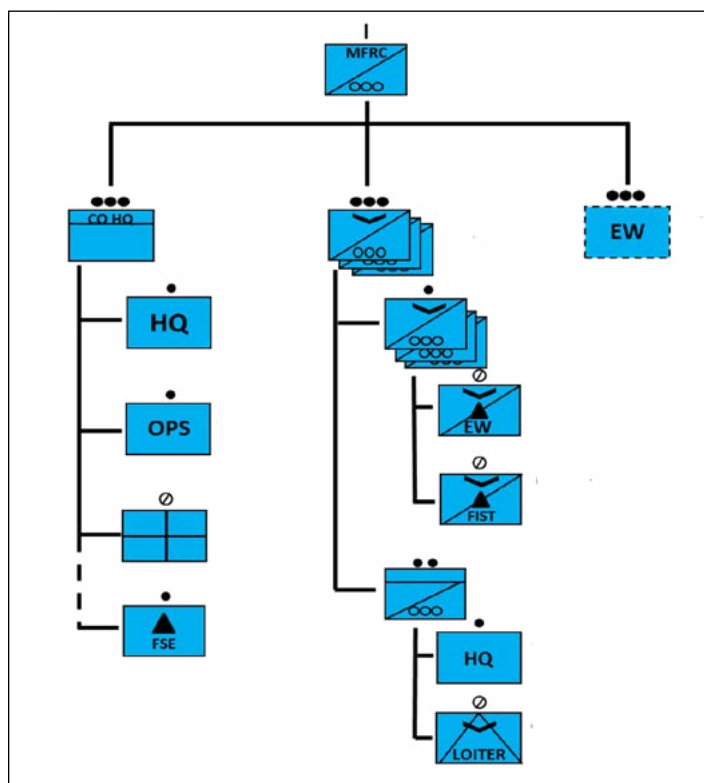 MFRC
CO HQ
EW
HQ
OPS
EW
FIST
FSE
HQ
LOITER